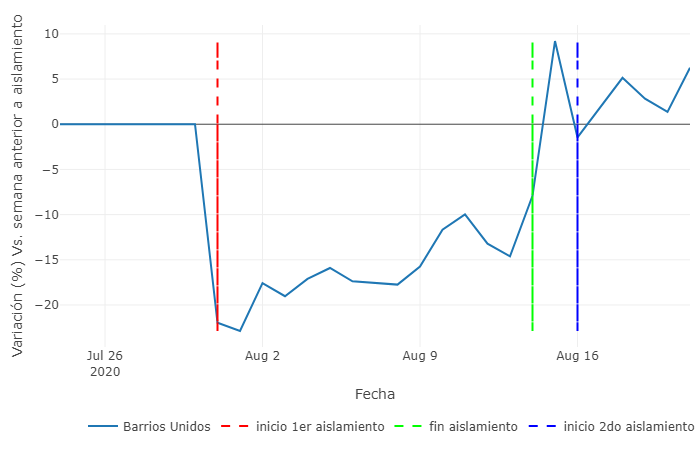 Variación (%) Vs. semana anterior a aislamiento
10
5
0
−5
−10
−15
−20
Jul 26
2020
Aug 2
Aug 9
Aug 16
Fecha
Barrios Unidos
inicio 1er aislamiento
fin aislamiento
inicio 2do aislamiento